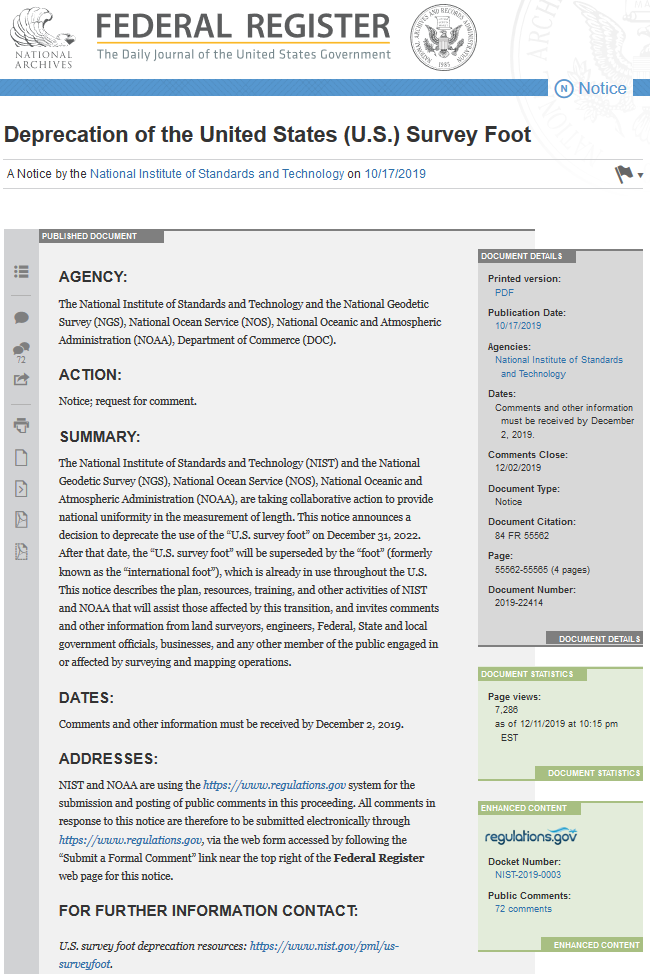 NATIONAL
ARCHIVES
FEDERAL REGISTER
The Daily Journal of the United States Government
N Notice
Deprecation of the United States (U.S.) Survey Foot
A Notice by the National Institute of Standards and Technology on 10/17/2019
PUBLISHED DOCUMENT
72
AGENCY:
The National Institute of Standards and Technology and the National Geodetic
Survey (NGS), National Ocean Service (NOS), National Oceanic and Atmospheric
Administration (NOAA), Department of Commerce (DOC).
ACTION:
Notice; request for comment.
SUMMARY:
The National Institute of Standards and Technology (NIST) and the National
Geodetic Survey (NGS), National Ocean Service (NOS), National Oceanic and
Atmospheric Administration (NOAA), are taking collaborative action to provide
national uniformity in the measurement of length. This notice announces a
decision to deprecate the use of the “U.S. survey foot” on December 31, 2022.
After that date, the “U.S. survey foot” will be superseded by the “foot” (formerly
known as the “international foot”), which is already in use throughout the U.S.
This notice describes the plan, resources, training, and other activities of NIST
and NOAA that will assist those affected by this transition, and invites comments
and other information from land surveyors, engineers, Federal, State and local
government officials, businesses, and any other member of the public engaged in
or affected by surveying and mapping operations.
DATES:
Comments and other information must be received by December 2, 2019.
ADDRESSES:
NIST and NOAA are using the https://www.regulations.gov system for the
submission and posting of public comments in this proceeding. All comments in
response to this notice are therefore to be submitted electronically through
https://www.regulations.gov, via the web form accessed by following the
“Submit a Formal Comment” link near the top right of the Federal Register
web page for this notice.
FOR FURTHER INFORMATION CONTACT:
U.S. survey foot deprecation resources: https://www.nist.gov/pml/us-
surveyfoot.
DOCUMENT DETAILS
Printed version:
PDF
Publication Date:
10/17/2019
Agencies:
National Institute of Standards
and Technology
Dates:
Comments and other information
must be received by December
2, 2019.
Comments Close:
12/02/2019
Document Type:
Notice
Document Citation:
84 FR 55562
Page:
55562-55565 (4 pages)
Document Number:
2019-22414
DOCUMENT DETAILS
DOCUMENT STATISTICS
Page views:
7,286
as of 12/11/2019 at 10:15 pm
EST
DOCUMENT STATISTICS
ENHANCED CONTENT
regulations.gov
Docket Number:
NIST-2019-0003
Public Comments:
72 comments
ENHANCED CONTENT